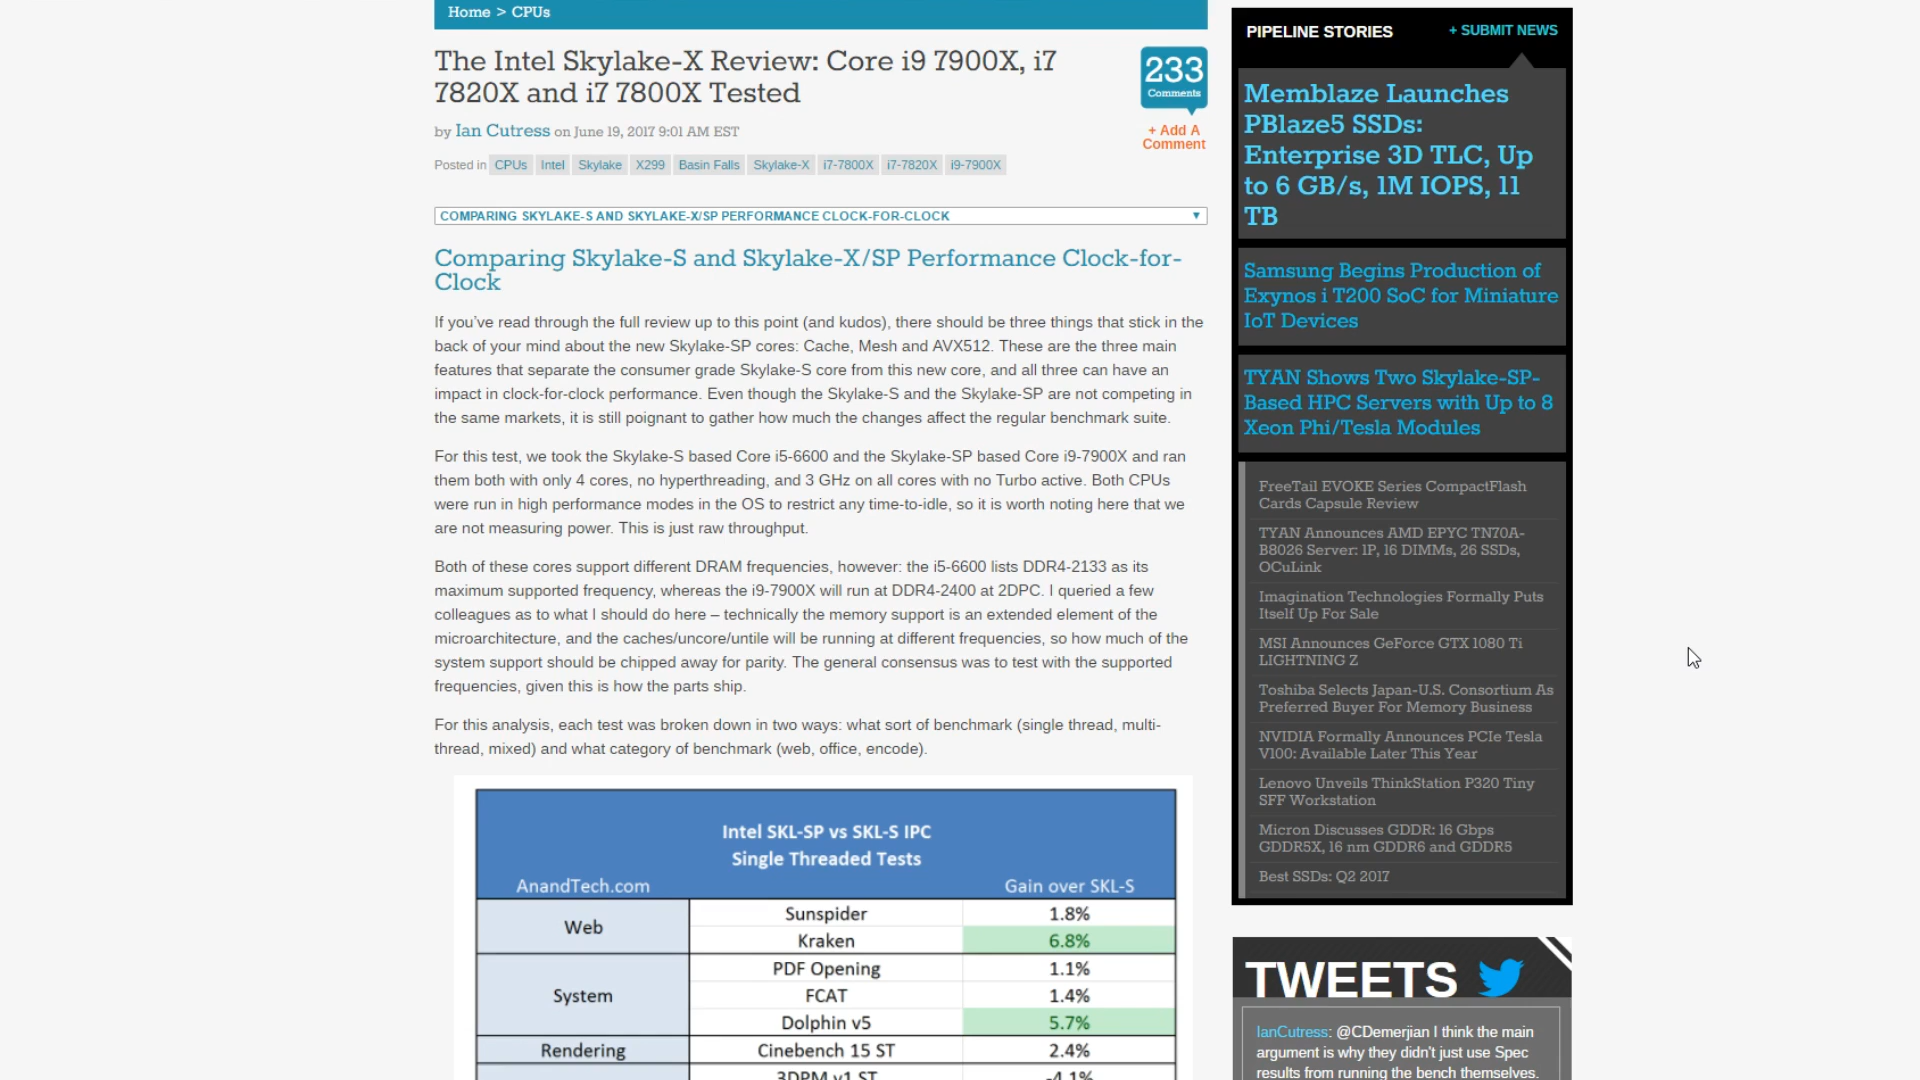 Home > CPUs
The Intel Skylake-X Review: Core i9 7900X, i7
7820X and i7 7800X Tested
by Ian Cutress on June 19, 2017 9:01 AM EST
233
Comments
+ Add A
Comment
Posted in CPUs Intel Skylake X299 Basin Falls Skylake-X i7-7800X i7-7820X i9-7900X
COMPARING SKYLAKE-S AND SKYLAKE-X/SP PERFORMANCE CLOCK-FOR-CLOCK
Comparing Skylake-S and Skylake-X/SP Performance Clock-for-
Clock
If you've read through the full review up to this point (and kudos), there should be three things that stick in the
back of your mind about the new Skylake-SP cores: Cache, Mesh and AVX512. These are the three main
features that separate the consumer grade Skylake-S core from this new core, and all three can have an
impact in clock-for-clock performance. Even though the Skylake-S and the Skylake-SP are not competing in
the same markets, it is still poignant to gather how much the changes affect the regular benchmark suite.
For this test, we took the Skylake-S based Core i5-6600 and the Skylake-SP based Core i9-7900X and ran
them both with only 4 cores, no hyperthreading, and 3 GHz on all cores with no Turbo active. Both CPUs
were run in high performance modes in the OS to restrict any time-to-idle, so it is worth noting here that we
are not measuring power. This is just raw throughput.
Both of these cores support different DRAM frequencies, however: the i5-6600 lists DDR4-2133 as its
maximum supported frequency, whereas the i9-7900X will run at DDR4-2400 at 2DPC. I queried a few
colleagues as to what I should do here – technically the memory support is an extended element of the
microarchitecture, and the caches/uncore/untile will be running at different frequencies, so how much of the
system support should be chipped away for parity. The general consensus was to test with the supported
frequencies, given this is how the parts ship.
For this analysis, each test was broken down in two ways: what sort of benchmark (single thread, multi-
thread, mixed) and what category of benchmark (web, office, encode).
Intel SKL-SP vs SKL-S IPC
Single Threaded Tests
AnandTech.com Gain over SKL-S
Web
Sunspider 1.8%
Kraken 6.8%
System
PDF Opening 1.1%
FCAT 1.4%
Dolphin v5 5.7%
Rendering Cinebench 15 ST 2.4%
3DPM v1 ST -4.1%
PIPELINE STORIES + SUBMIT NEWS
Memblaze Launches
PBlaze5 SSDs:
Enterprise 3D TLC, Up
to 6 GB/s, 1M IOPS, 11
TB
Samsung Begins Production of
Exynos i T200 SoC for Miniature
IoT Devices
TYAN Shows Two Skylake-SP-
Based HPC Servers with Up to 8
Xeon Phi/Tesla Modules
FreeTail EVOKE Series CompactFlash
Cards Capsule Review
TYAN Announces AMD EPYC TN70A-
B8026 Server: 1P, 16 DIMMs, 26 SSDs,
OCuLink
Imagination Technologies Formally Puts
Itself Up For Sale
MSI Announces GeForce GTX 1080 Ti
LIGHTNING Z
Toshiba Selects Japan-U.S. Consortium As
Preferred Buyer For Memory Business
NVIDIA Formally Announces PCIe Tesla
V100: Available Later This Year
Lenovo Unveils ThinkStation P320 Tiny
SFF Workstation
Micron Discusses GDDR: 16 Gbps
GDDR5X, 16 nm GDDR6 and GDDR5
Best SSDs: Q2 2017
TWEETS
IanCutress: @CDemerjian I think the main
argument is why they didn't just use Spec
results from running the bench themselves.